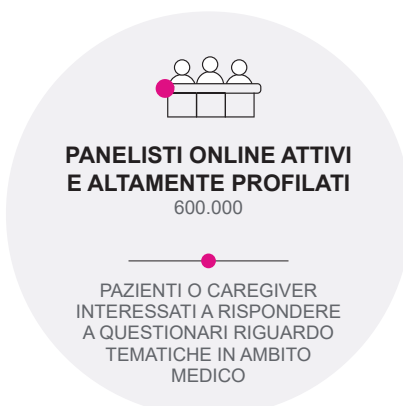 PANELISTI ONLINE ATTIVI
E ALTAMENTE PROFILATI
600.000
PAZIENTI O CAREGIVER
INTERESSATI A RISPONDERE
A QUESTIONARI RIGUARDO
TEMATICHE IN AMBITO
MEDICO